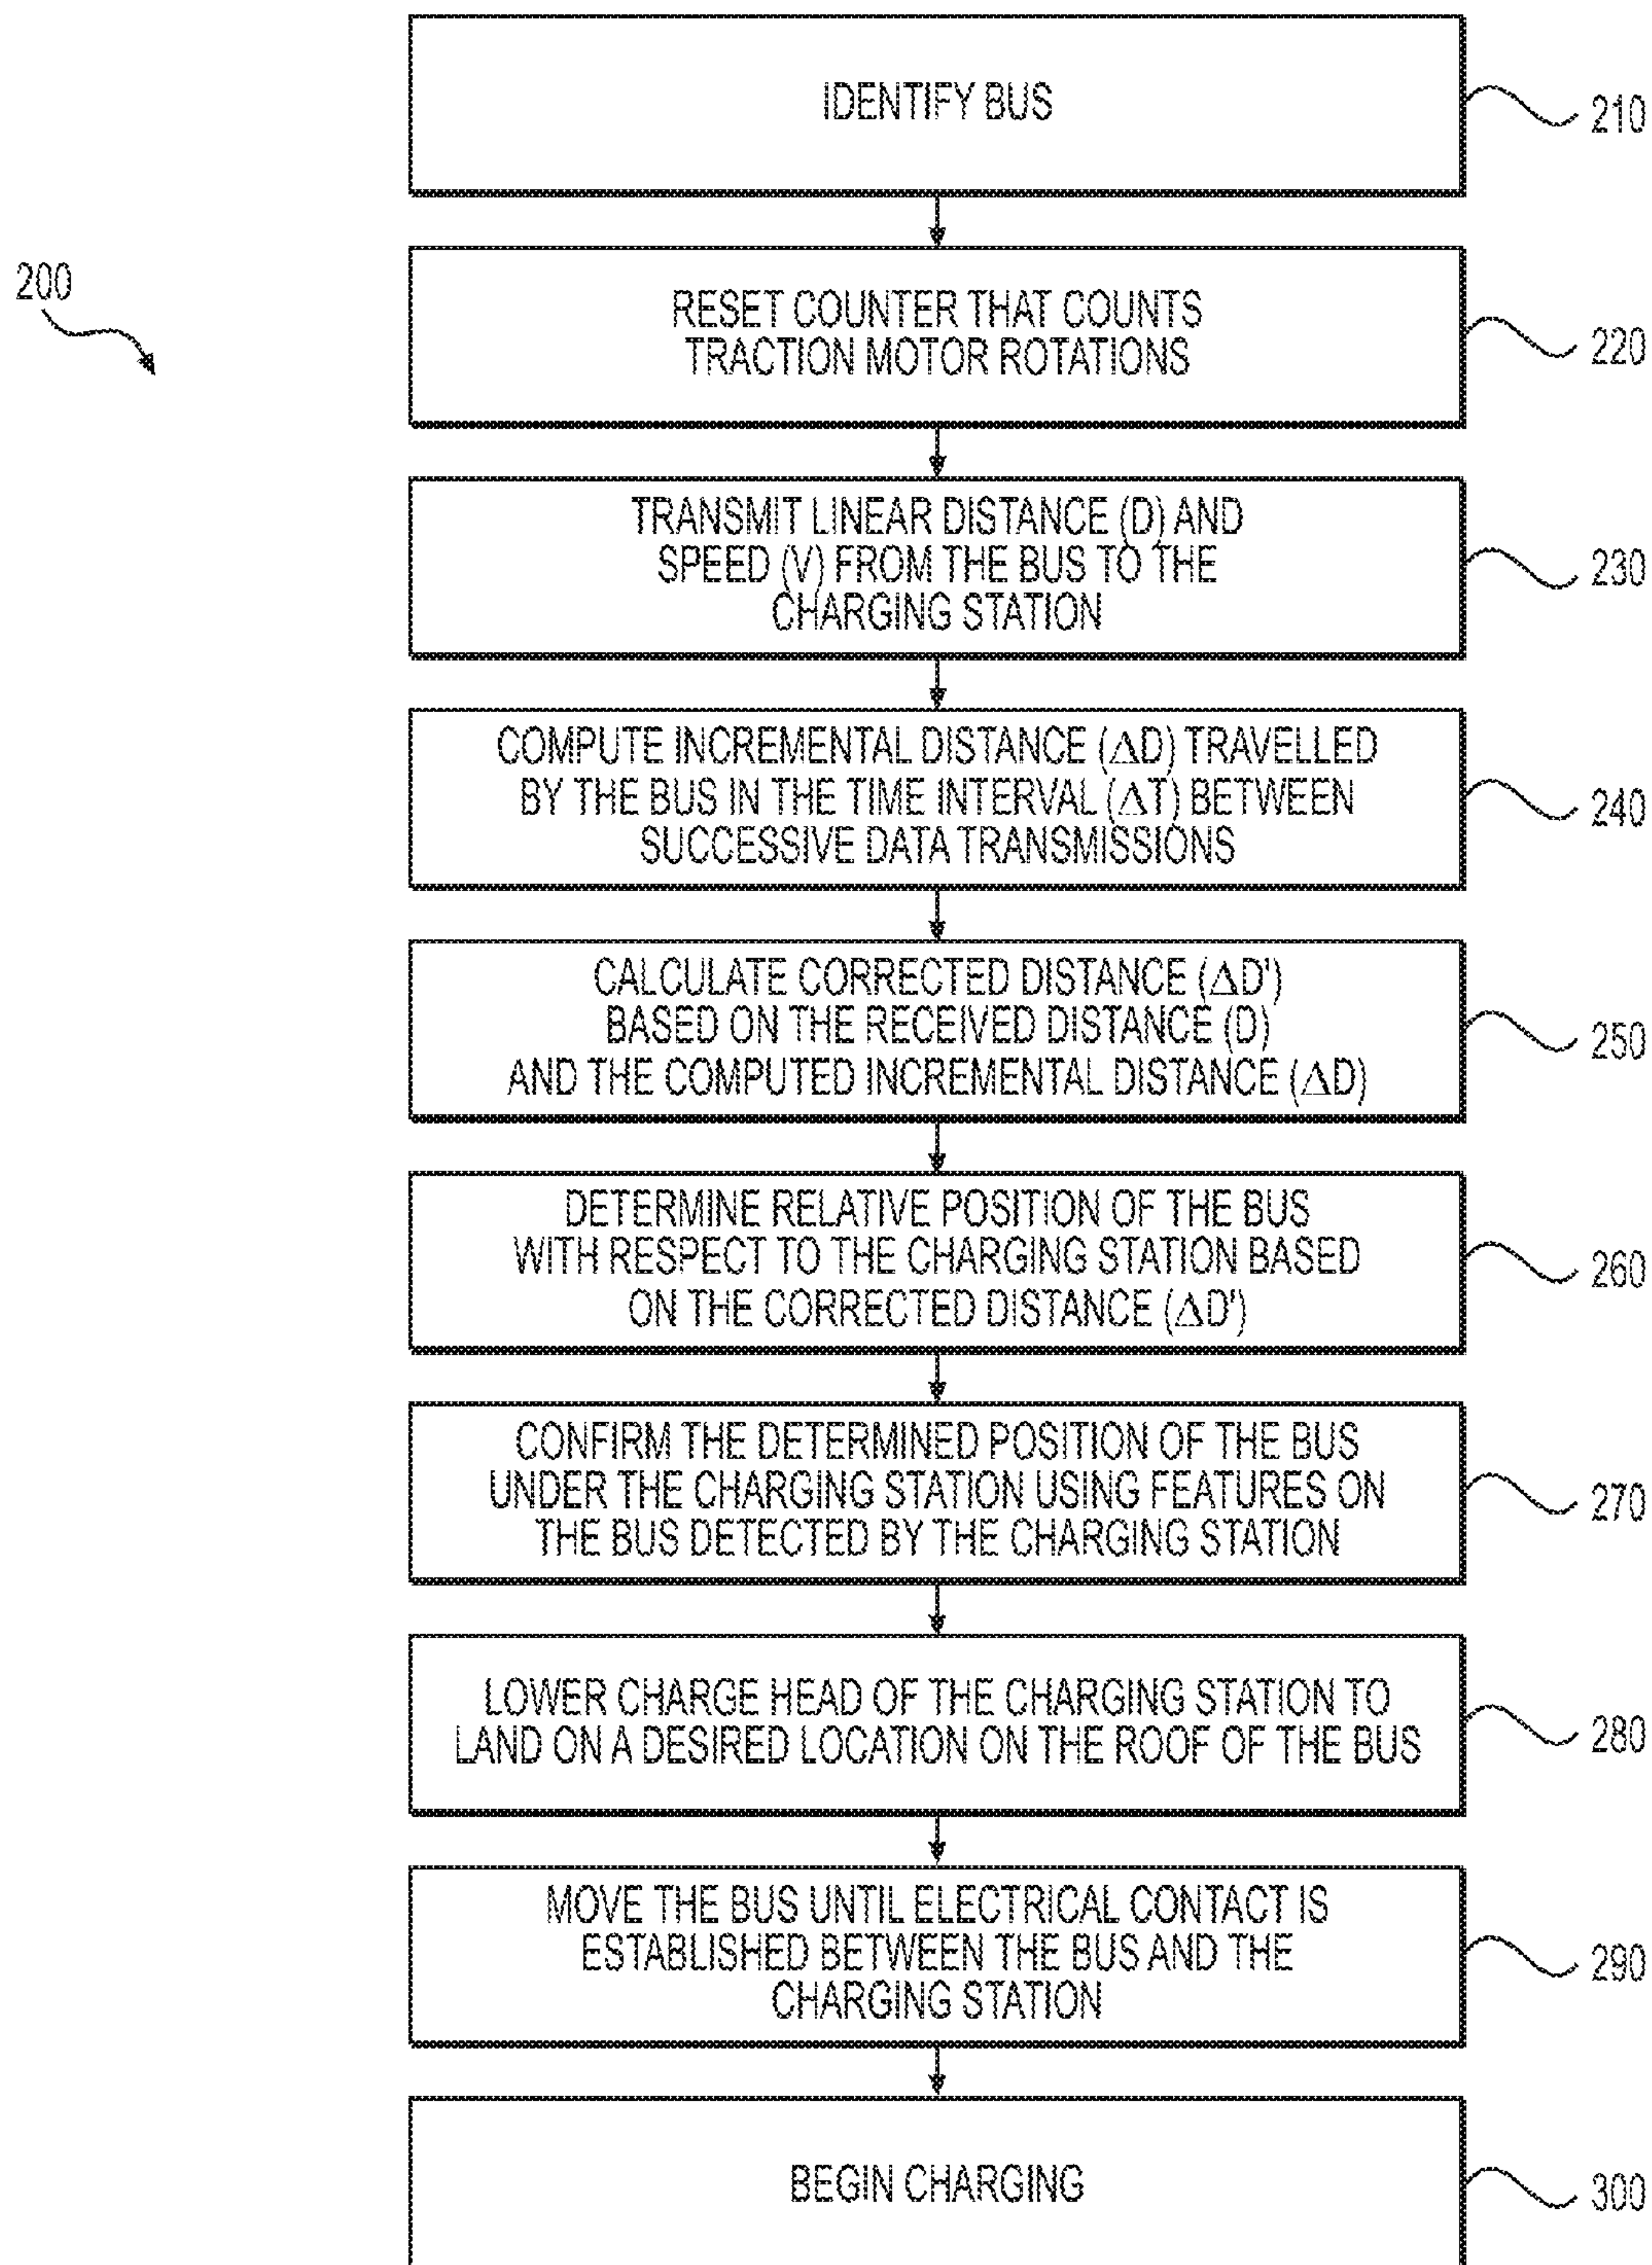 IDENTIFY BUS
210
200
RESET COUNTER THAT COUNTS
TRACTION MOTOR ROTATIONS
220
TRANSMIT LINEAR DISTANCE (D) AND
SPEED (V) FROM THE BUS TO THE
CHARGING STATION
230
COMPUTE INCREMENTAL DISTANCE (ΔD) TRAVELLED
BY THE BUS IN THE TIME INTERVAL (ΔT) BETWEEN
SUCCESSIVE DATA TRANSMISSIONS
240
CALCULATE CORRECTED DISTANCE (ΔD')
BASED ON THE RECEIVED DISTANCE (D)
AND THE COMPUTED INCREMENTAL DISTANCE (ΔD)
250
DETERMINE RELATIVE POSITION OF THE BUS
WITH RESPECT TO THE CHARGING STATION BASED
ON THE CORRECTED DISTANCE (ΔD')
260
CONFIRM THE DETERMINED POSITION OF THE BUS
UNDER THE CHARGING STATION USING FEATURES ON
THE BUS DETECTED BY THE CHARGING STATION
270
LOWER CHARGE HEAD OF THE CHARGING STATION TO
LAND ON A DESIRED LOCATION ON THE ROOF OF THE BUS
280
MOVE THE BUS UNTIL ELECTRICAL CONTACT IS
ESTABLISHED BETWEEN THE BUS AND THE
CHARGING STATION
290
BEGIN CHARGING
300